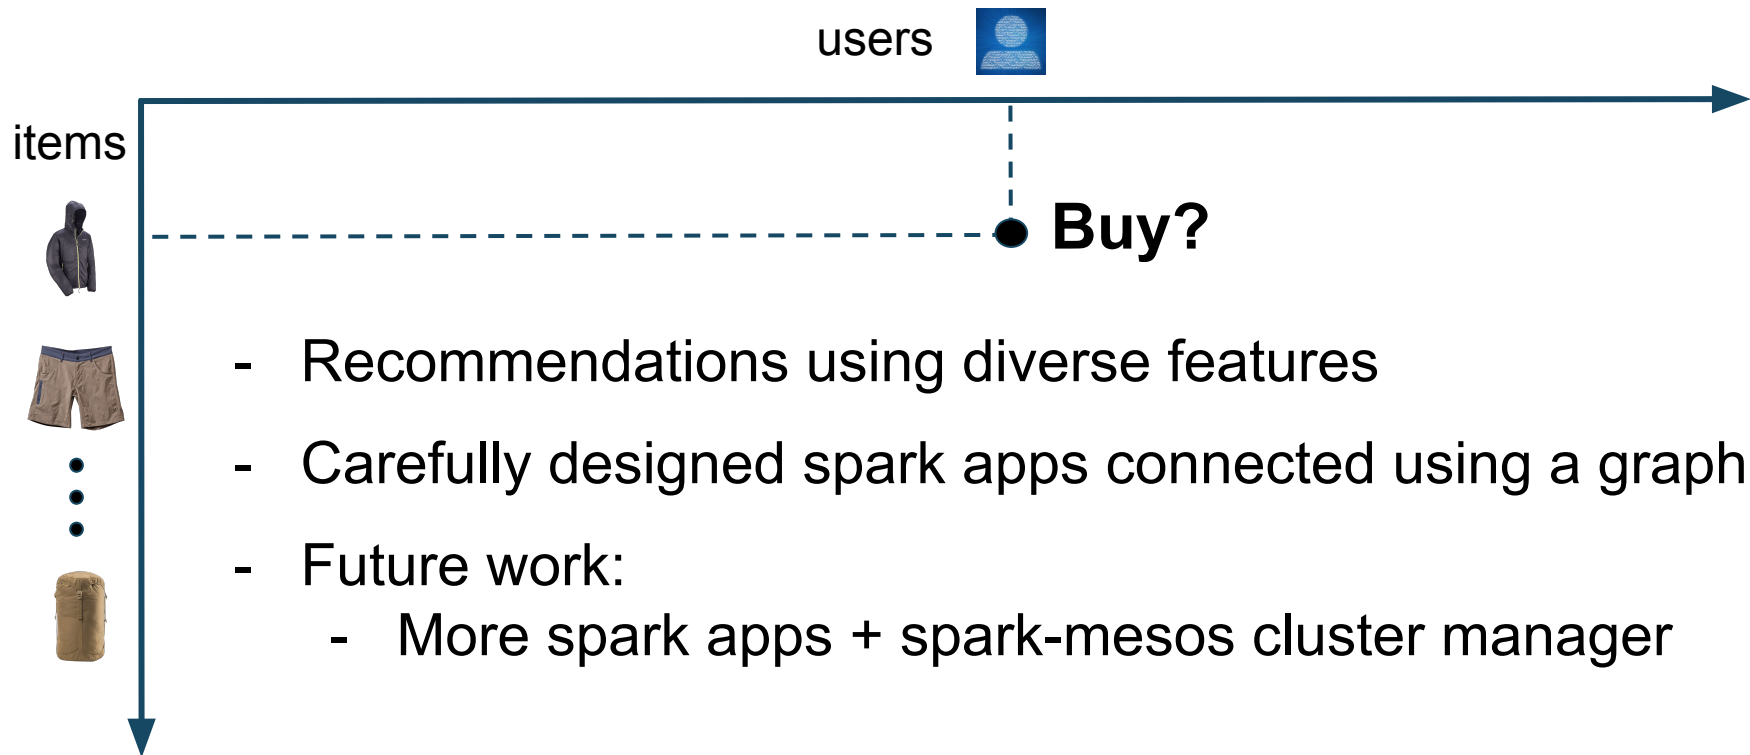 users
items
Buy?
- Recommendations using diverse features
- Carefully designed spark apps connected using a graph
- Future work:
- More spark apps + spark-mesos cluster manager